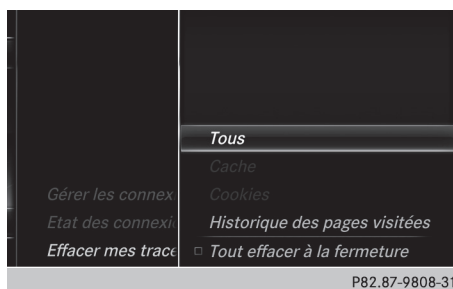 Tous
Cache
Gérer les connex Cookies
Etat des connexi Historique des pages visitées
Effacer mes trace Tout effacer à la fermeture
P82.87-9808-31